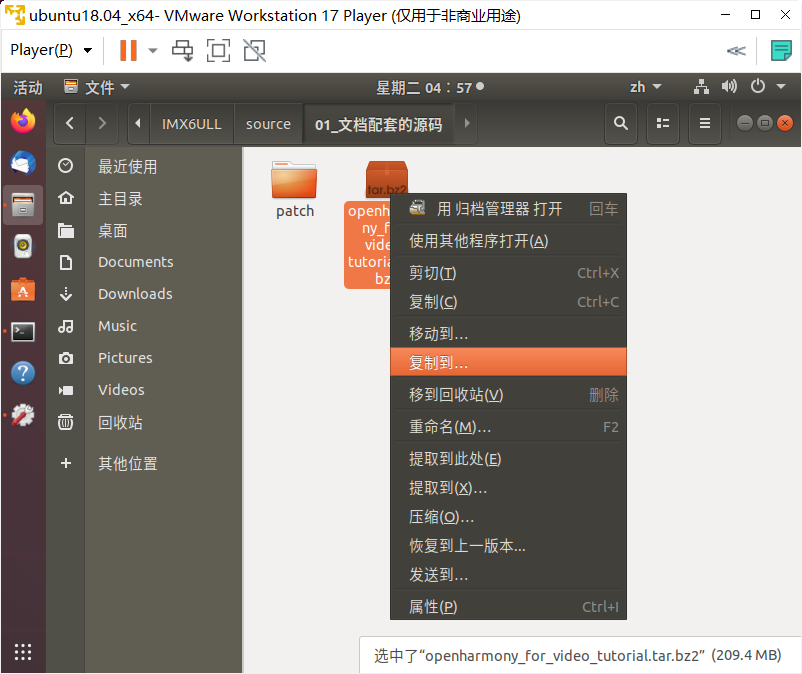 ubuntu18.04_x64- VMware Workstation 17 Player (仅用于非商业用途)
Player(P)
活动 文件 星期二 04：57 zh
IMX6ULL source 01_文档配套的源码
最近使用
主目录
桌面
Documents
Downloads
Music
Pictures
Videos
回收站
其他位置
patch
tar.bz2
openh
ny_f
vide
tutoria
bz
用 归档管理器 打开 回车
使用其他程序打开(A)
剪切(T) Ctrl+X
复制(C) Ctrl+C
移动到…
复制到…
移到回收站(V) 删除
重命名(M)… F2
提取到此处(E)
提取到(X)…
压缩(O)…
恢复到上一版本…
发送到…
属性(P) Ctrl+I
选中了“openharmony_for_video_tutorial.tar.bz2” (209.4 MB)